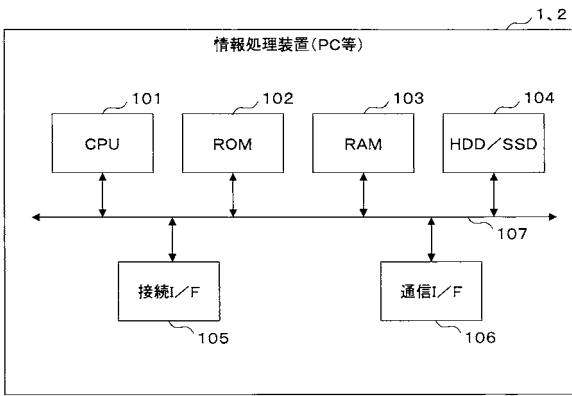 1、2
情報処理装置(PC等)
101
102
103
104
CPU
ROM
RAM
HDD／SSD
107
接続I／F
通信I／F
105
106